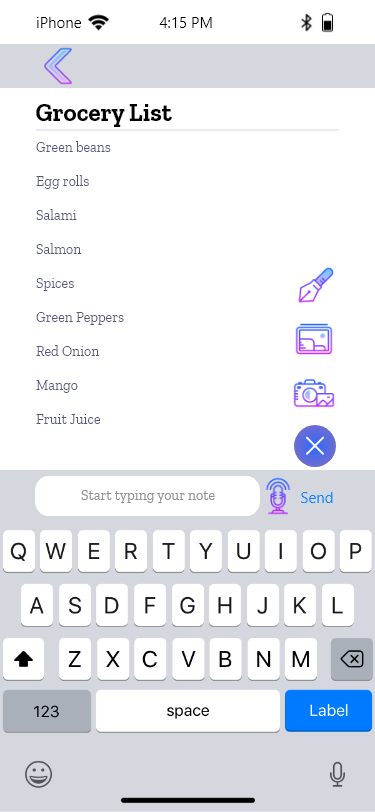 iPhone 4:15 PM
Grocery List
Green beans
Egg rolls
Salami
Salmon
Spices
Green Peppers
Red Onion
Mango
Fruit Juice
Start typing your note Send
Q W E R T Y U I O P
A S D F G H J K L
Z X C V B N M
123 space Label